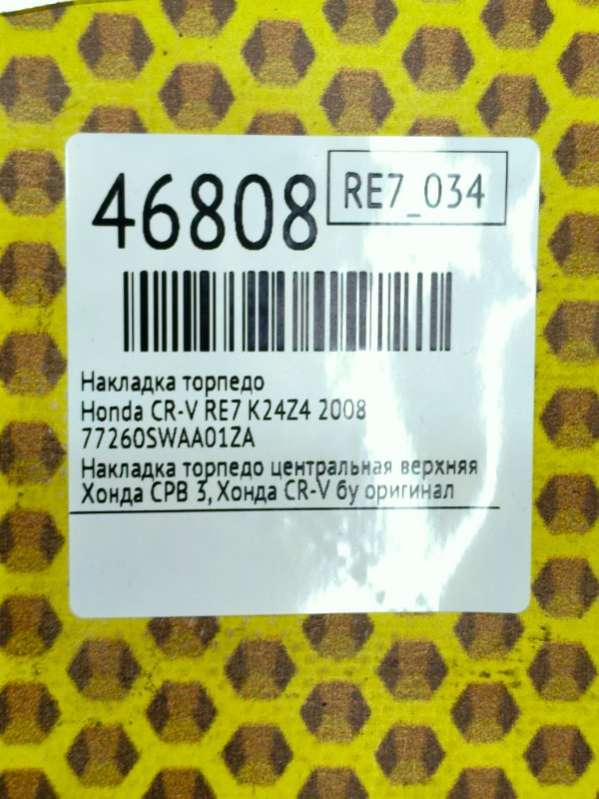 46808
RE7_034
Накладка торпедо
Honda CR-V RE7 K24Z4 2008
77260SWAA01ZA
Накладка торпедо центральная верхняя
Хонда СРВ 3, Хонда CR-V бу оригинал